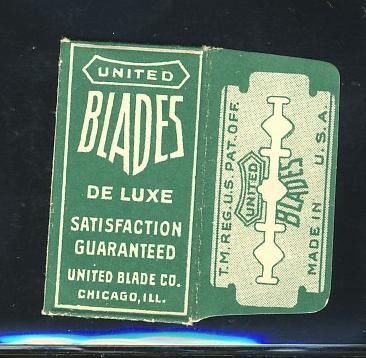 UNITED
BLADES
DE LUXE
SATISFACTION
GUARANTEED
UNITED BLADE CO.
CHICAGO, ILL.
T.M. REG. U.S. PAT. OFF.
UNITED
BLADES
MADE IN U.S.A.